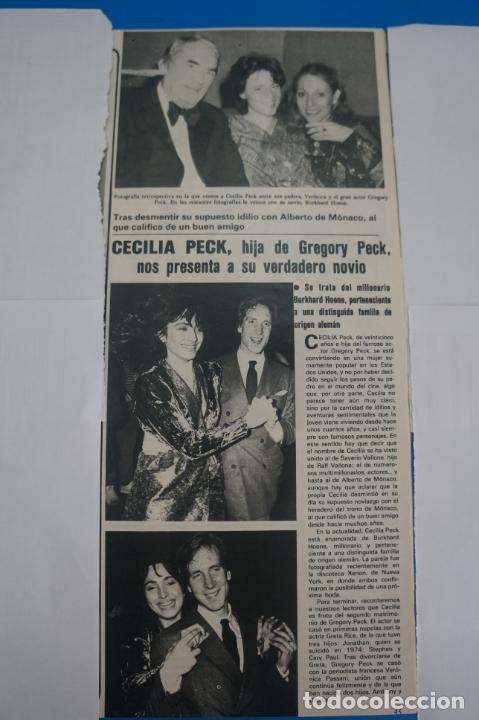 Fotografía retrospectiva en la que vemos a Cecilia Peck entre sus padres, Verónica y el gran actor Gregory
Peck. En las restantes fotografías la vemos con su novio, Burkhard Hoene.
Tras desmentir su supuesto idilio con Alberto de Mónaco, al
que califica de un buen amigo
CECILIA PECK, hija de Gregory Peck,
nos presenta a su verdadero novio
● Se trata del millonario
Burkhard Hoene, perteneciente
a una distinguida familia de
origen alemán
CECILIA Peck, de veinticinco
años e hija del famoso ac-
tor Gregory Peck, se está
convirtiendo en una mujer su-
mamente popular en los Esta-
dos Unidos, y no por haber deci-
dido seguir los pasos de su pa-
dre en el mundo del cine, algo
que, por otra parte, Cecilia no
parece tener aún muy claro,
sino por la cantidad de idilios y
aventuras sentimentales que la
joven viene viviendo desde hace
unos cuantos años, y casi siem-
pre con famosos personajes. En
este sentido hay que decir que
el nombre de Cecilia se ha visto
unido al de Saverio Vallone, hijo
de Raf Vallone; al de numero-
sos multimillonarios, actores... y
hasta al de Alberto de Mónaco,
aunque hay que aclarar que la
propia Cecilia desmintió en su
día su supuesto noviazgo con el
heredero del trono de Mónaco,
al que calificó de un buen amigo
desde hacía muchos años.
En la actualidad, Cecilia Peck
está enamorada de Burkhard
Hoene, millonario y pertene-
ciente a una distinguida familia
de origen alemán. La pareja fue
fotografiada recientemente en
la discoteca Xenon, de Nueva
York, en donde ambos confir-
maron la posibilidad de una pró-
xima boda.
Para terminar, recordaremos
a nuestros lectores que Cecilia
es fruto del segundo matrimo-
nio de Gregory Peck. El actor se
casó en primeras nupcias con la
actriz Greta Rice, de la que tuvo
tres hijos: Jonathan, quien se
suicidó en 1974; Stephen y
Cary Paul. Tras divorciarse de
Greta, Gregory Peck se casó
con la periodista francesa Veró-
nica Passani, unión que aún
continúa felizmente y de la que
han nacido dos hijos, Anthony y
todocoleccion.net